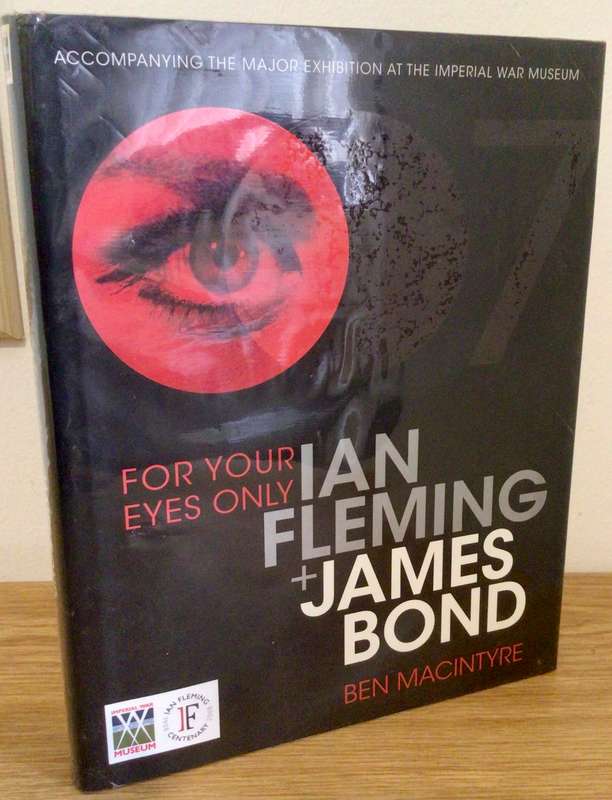 ACCOMPANYING THE MAJOR EXHIBITION AT THE IMPERIAL WAR MUSEUM
7
FOR YOUR
EYES ONLY
IAN
FLEMING
+JAMES
BOND
BEN MACINTYRE
IMPERIAL WAR
MUSEUM
IAN FLEMING
IF
CENTENARY